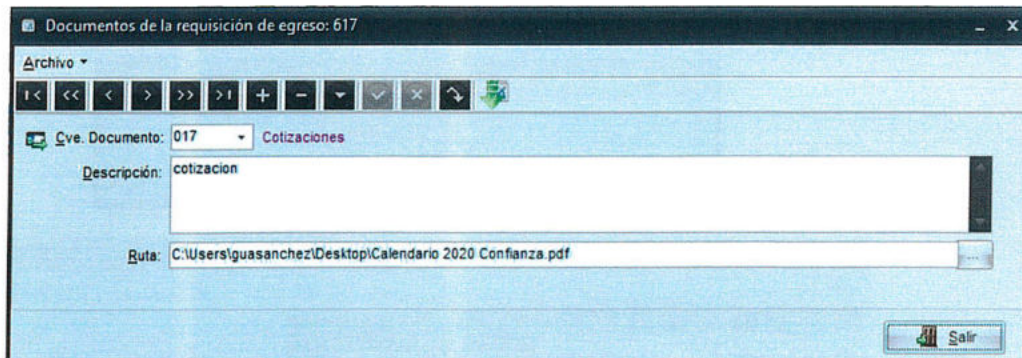 Documentos de la requisición de egreso: 617
Archivo
Cve. Documento: 017 Cotizaciones
Descripción: cotizacion
Ruta: C:\Users\guasanchez\Desktop\Calendario 2020 Confianza.pdf ...
Salir